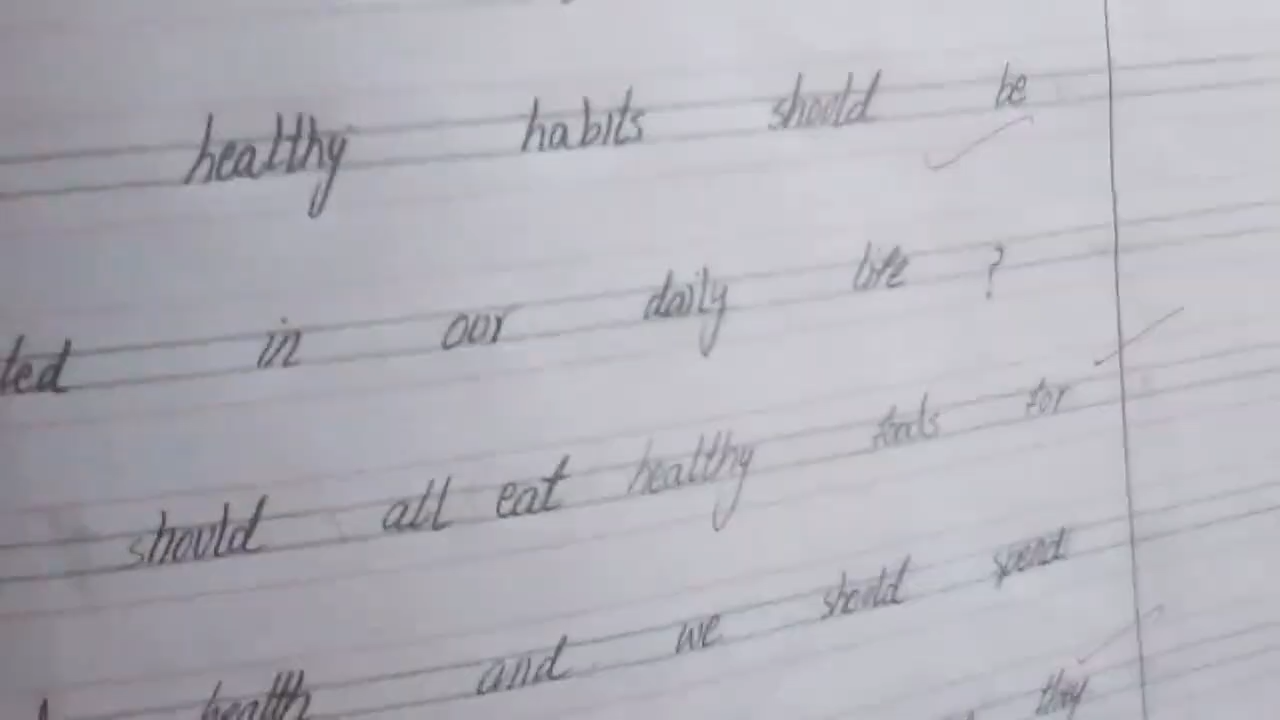 healthy habits should be
ted in our daily life ?
should all eat healthy foods for
health and we should spend
they